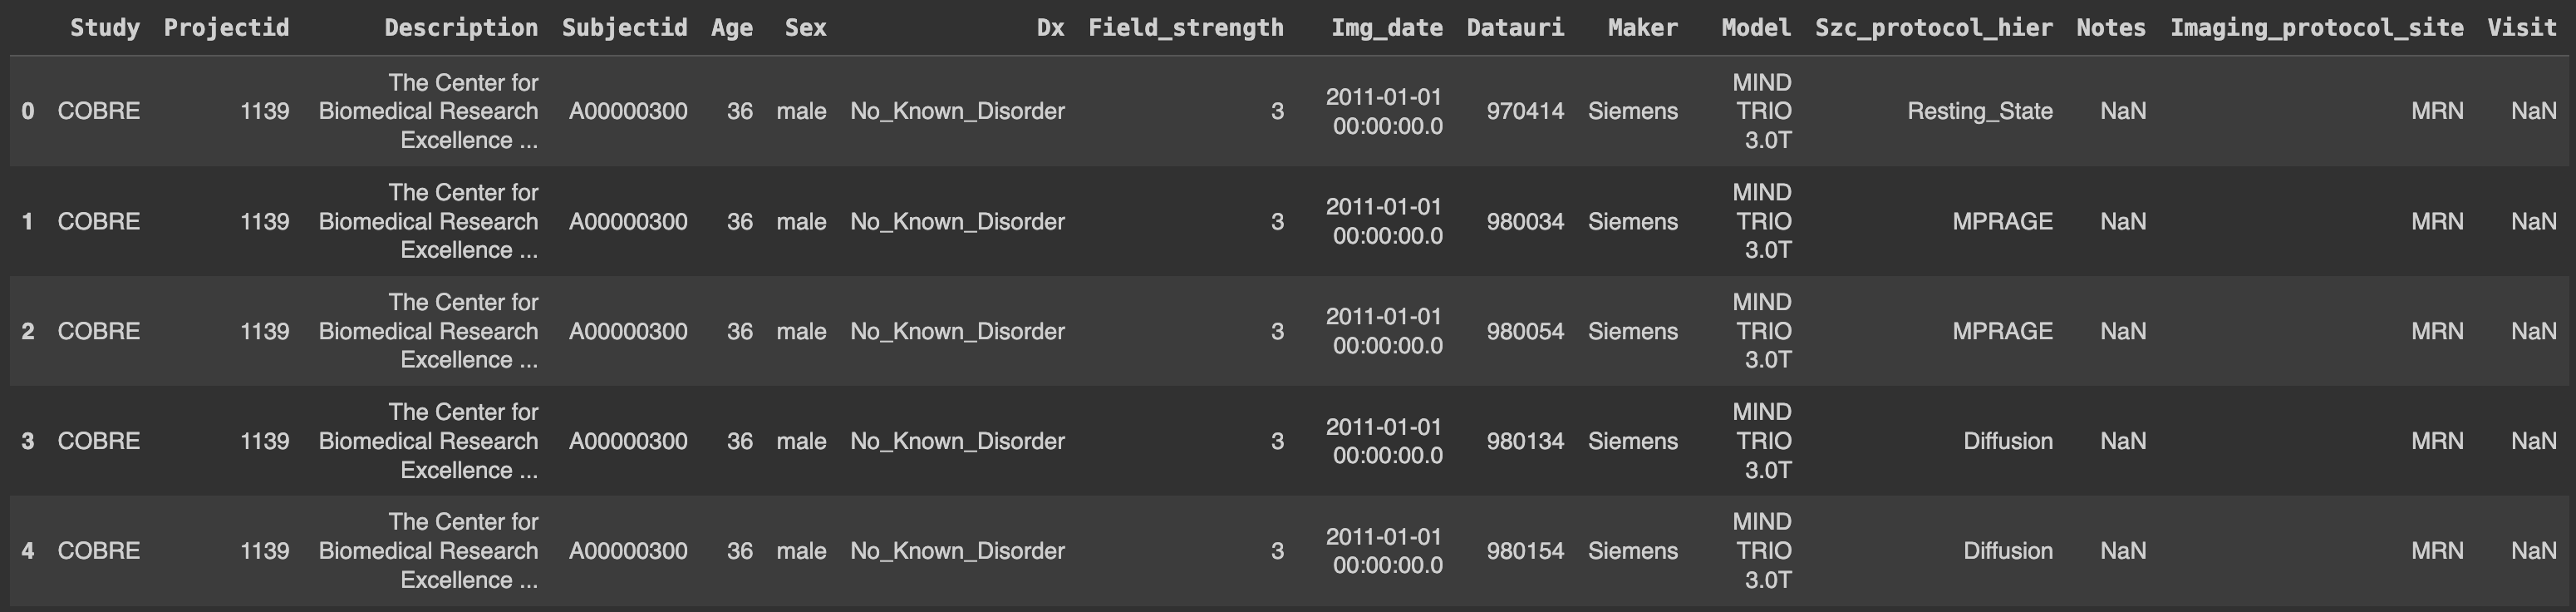 Study Projectid Description Subjectid Age Sex Dx Field_strength Img_date Datauri Maker Model Szc_protocol_hier Notes Imaging_protocol_site Visit
The Center for MIND
2011-01-01
0 COBRE 1139 Biomedical Research A00000300 36 male No_Known_Disorder 3 970414 Siemens TRIO Resting_State NaN MRN NaN
00:00:00.0
Excellence ... 3.0T
The Center for MIND
2011-01-01
1 COBRE 1139 Biomedical Research A00000300 36 male No_Known_Disorder 3 980034 Siemens TRIO MPRAGE NaN MRN NaN
00:00:00.0
Excellence ... 3.0T
The Center for MIND
2011-01-01
2 COBRE 1139 Biomedical Research A00000300 36 male No_Known_Disorder 3 980054 Siemens TRIO MPRAGE NaN MRN NaN
00:00:00.0
Excellence ... 3.0T
The Center for MIND
2011-01-01
3 COBRE 1139 Biomedical Research A00000300 36 male No_Known_Disorder 3 980134 Siemens TRIO Diffusion NaN MRN NaN
00:00:00.0
Excellence ... 3.0T
The Center for MIND
2011-01-01
4 COBRE 1139 Biomedical Research A00000300 36 male No_Known_Disorder 3 980154 Siemens TRIO Diffusion NaN MRN NaN
00:00:00.0
Excellence ... 3.0T